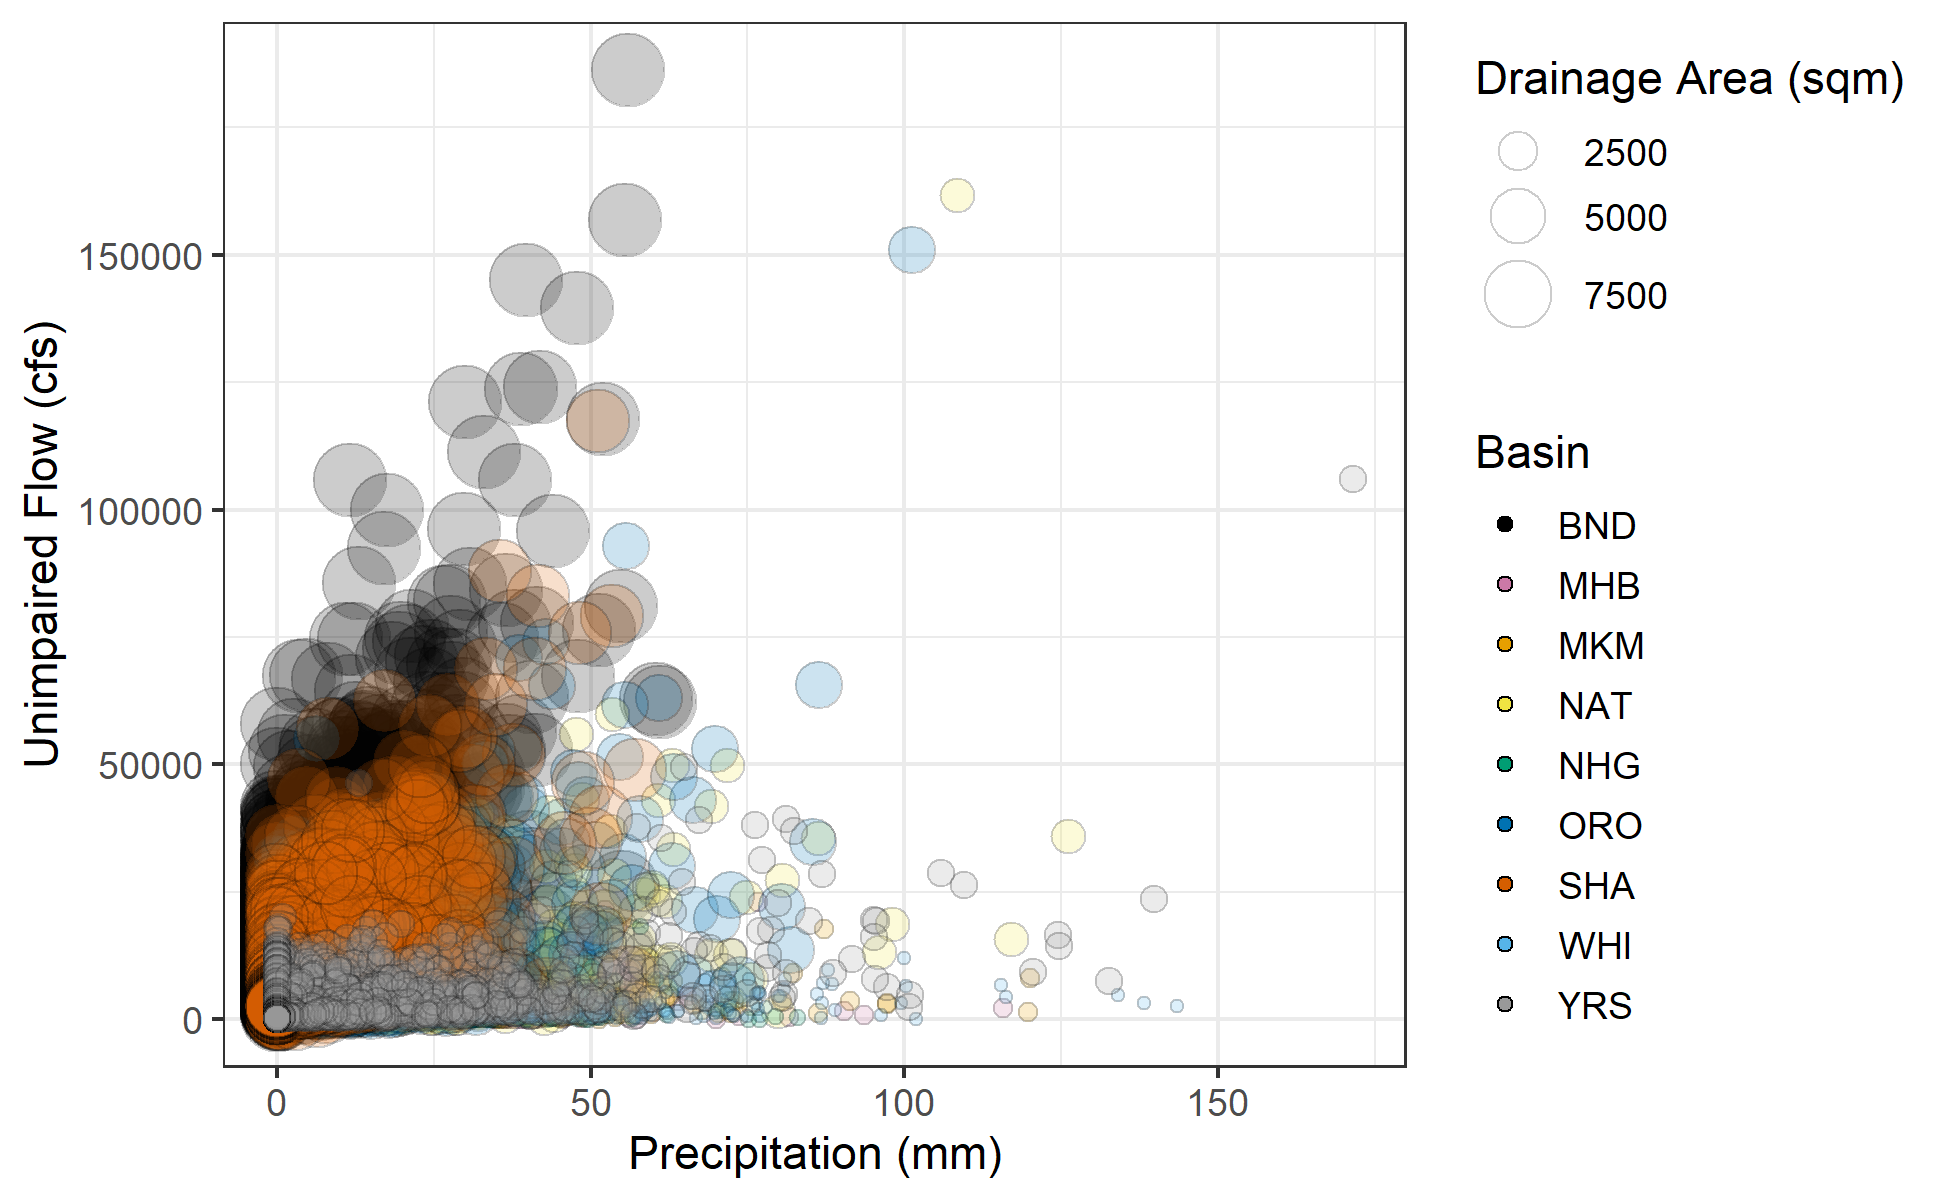 Unimpaired Flow (cfs)
150000
100000
50000
0
0
50
100
150
Precipitation (mm)
Drainage Area (sqm)
2500
5000
7500
Basin
BND
MHB
MKM
NAT
NHG
ORO
SHA
WHI
YRS